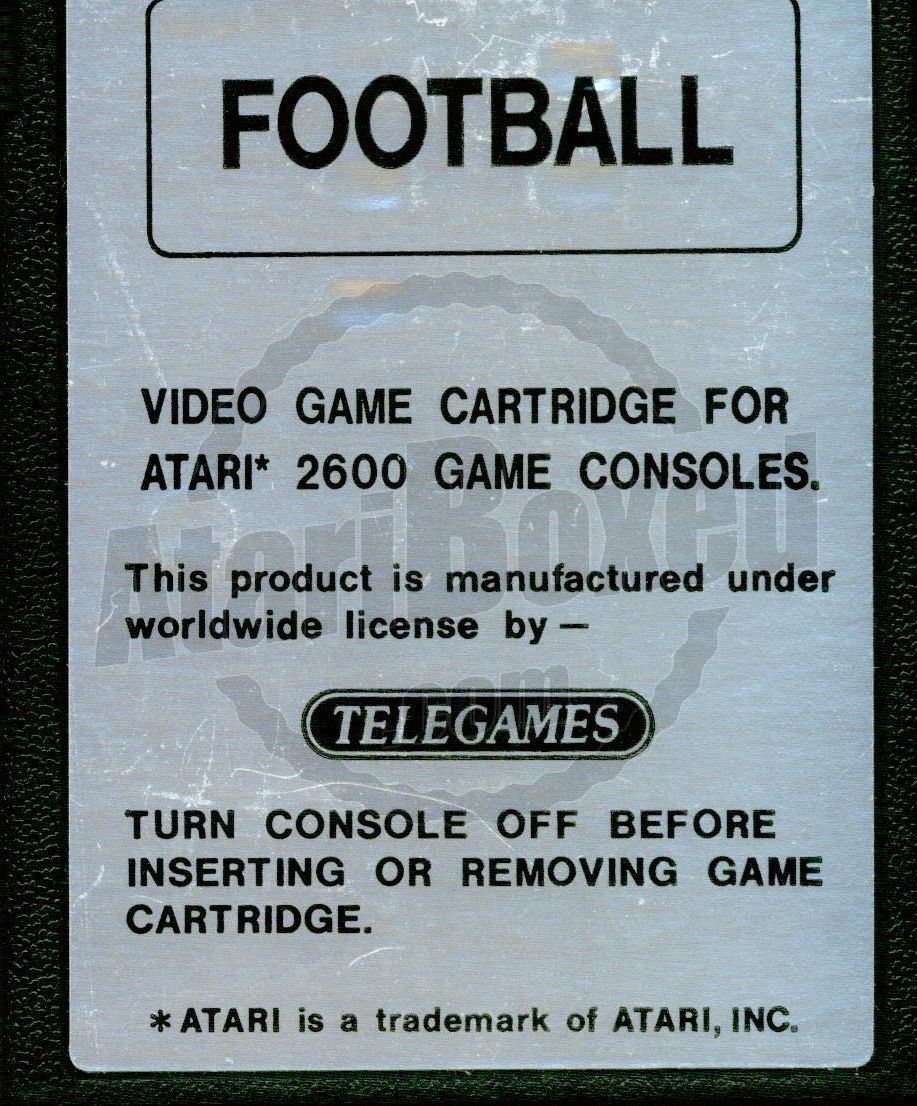 FOOTBALL
VIDEO GAME CARTRIDGE FOR
ATARI* 2600 GAME CONSOLES.
This product is manufactured under
worldwide license by —
TELEGAMES
TURN CONSOLE OFF BEFORE
INSERTING OR REMOVING GAME
CARTRIDGE.
* ATARI is a trademark of ATARI, INC.
AtariBoxed
.com